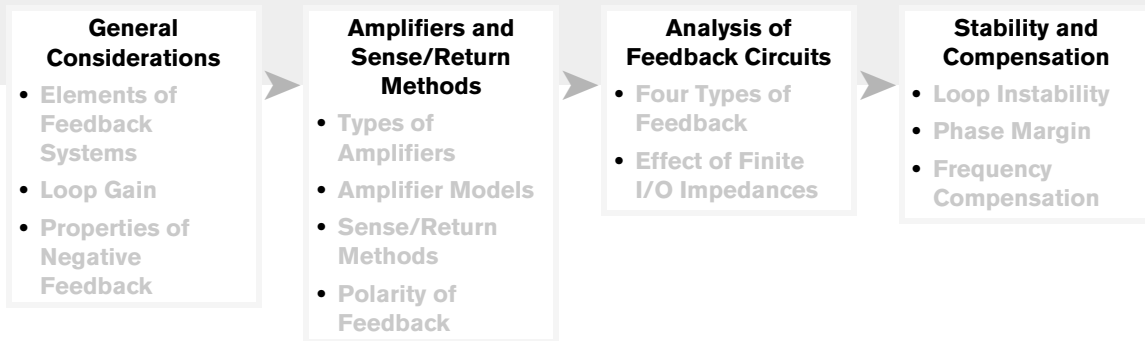 General
Considerations
• Elements of
Feedback
Systems
• Loop Gain
• Properties of
Negative
Feedback
Amplifiers and
Sense/Return
Methods
• Types of
Amplifiers
• Amplifier Models
• Sense/Return
Methods
• Polarity of
Feedback
Analysis of
Feedback Circuits
• Four Types of
Feedback
• Effect of Finite
I/O Impedances
Stability and
Compensation
• Loop Instability
• Phase Margin
• Frequency
Compensation